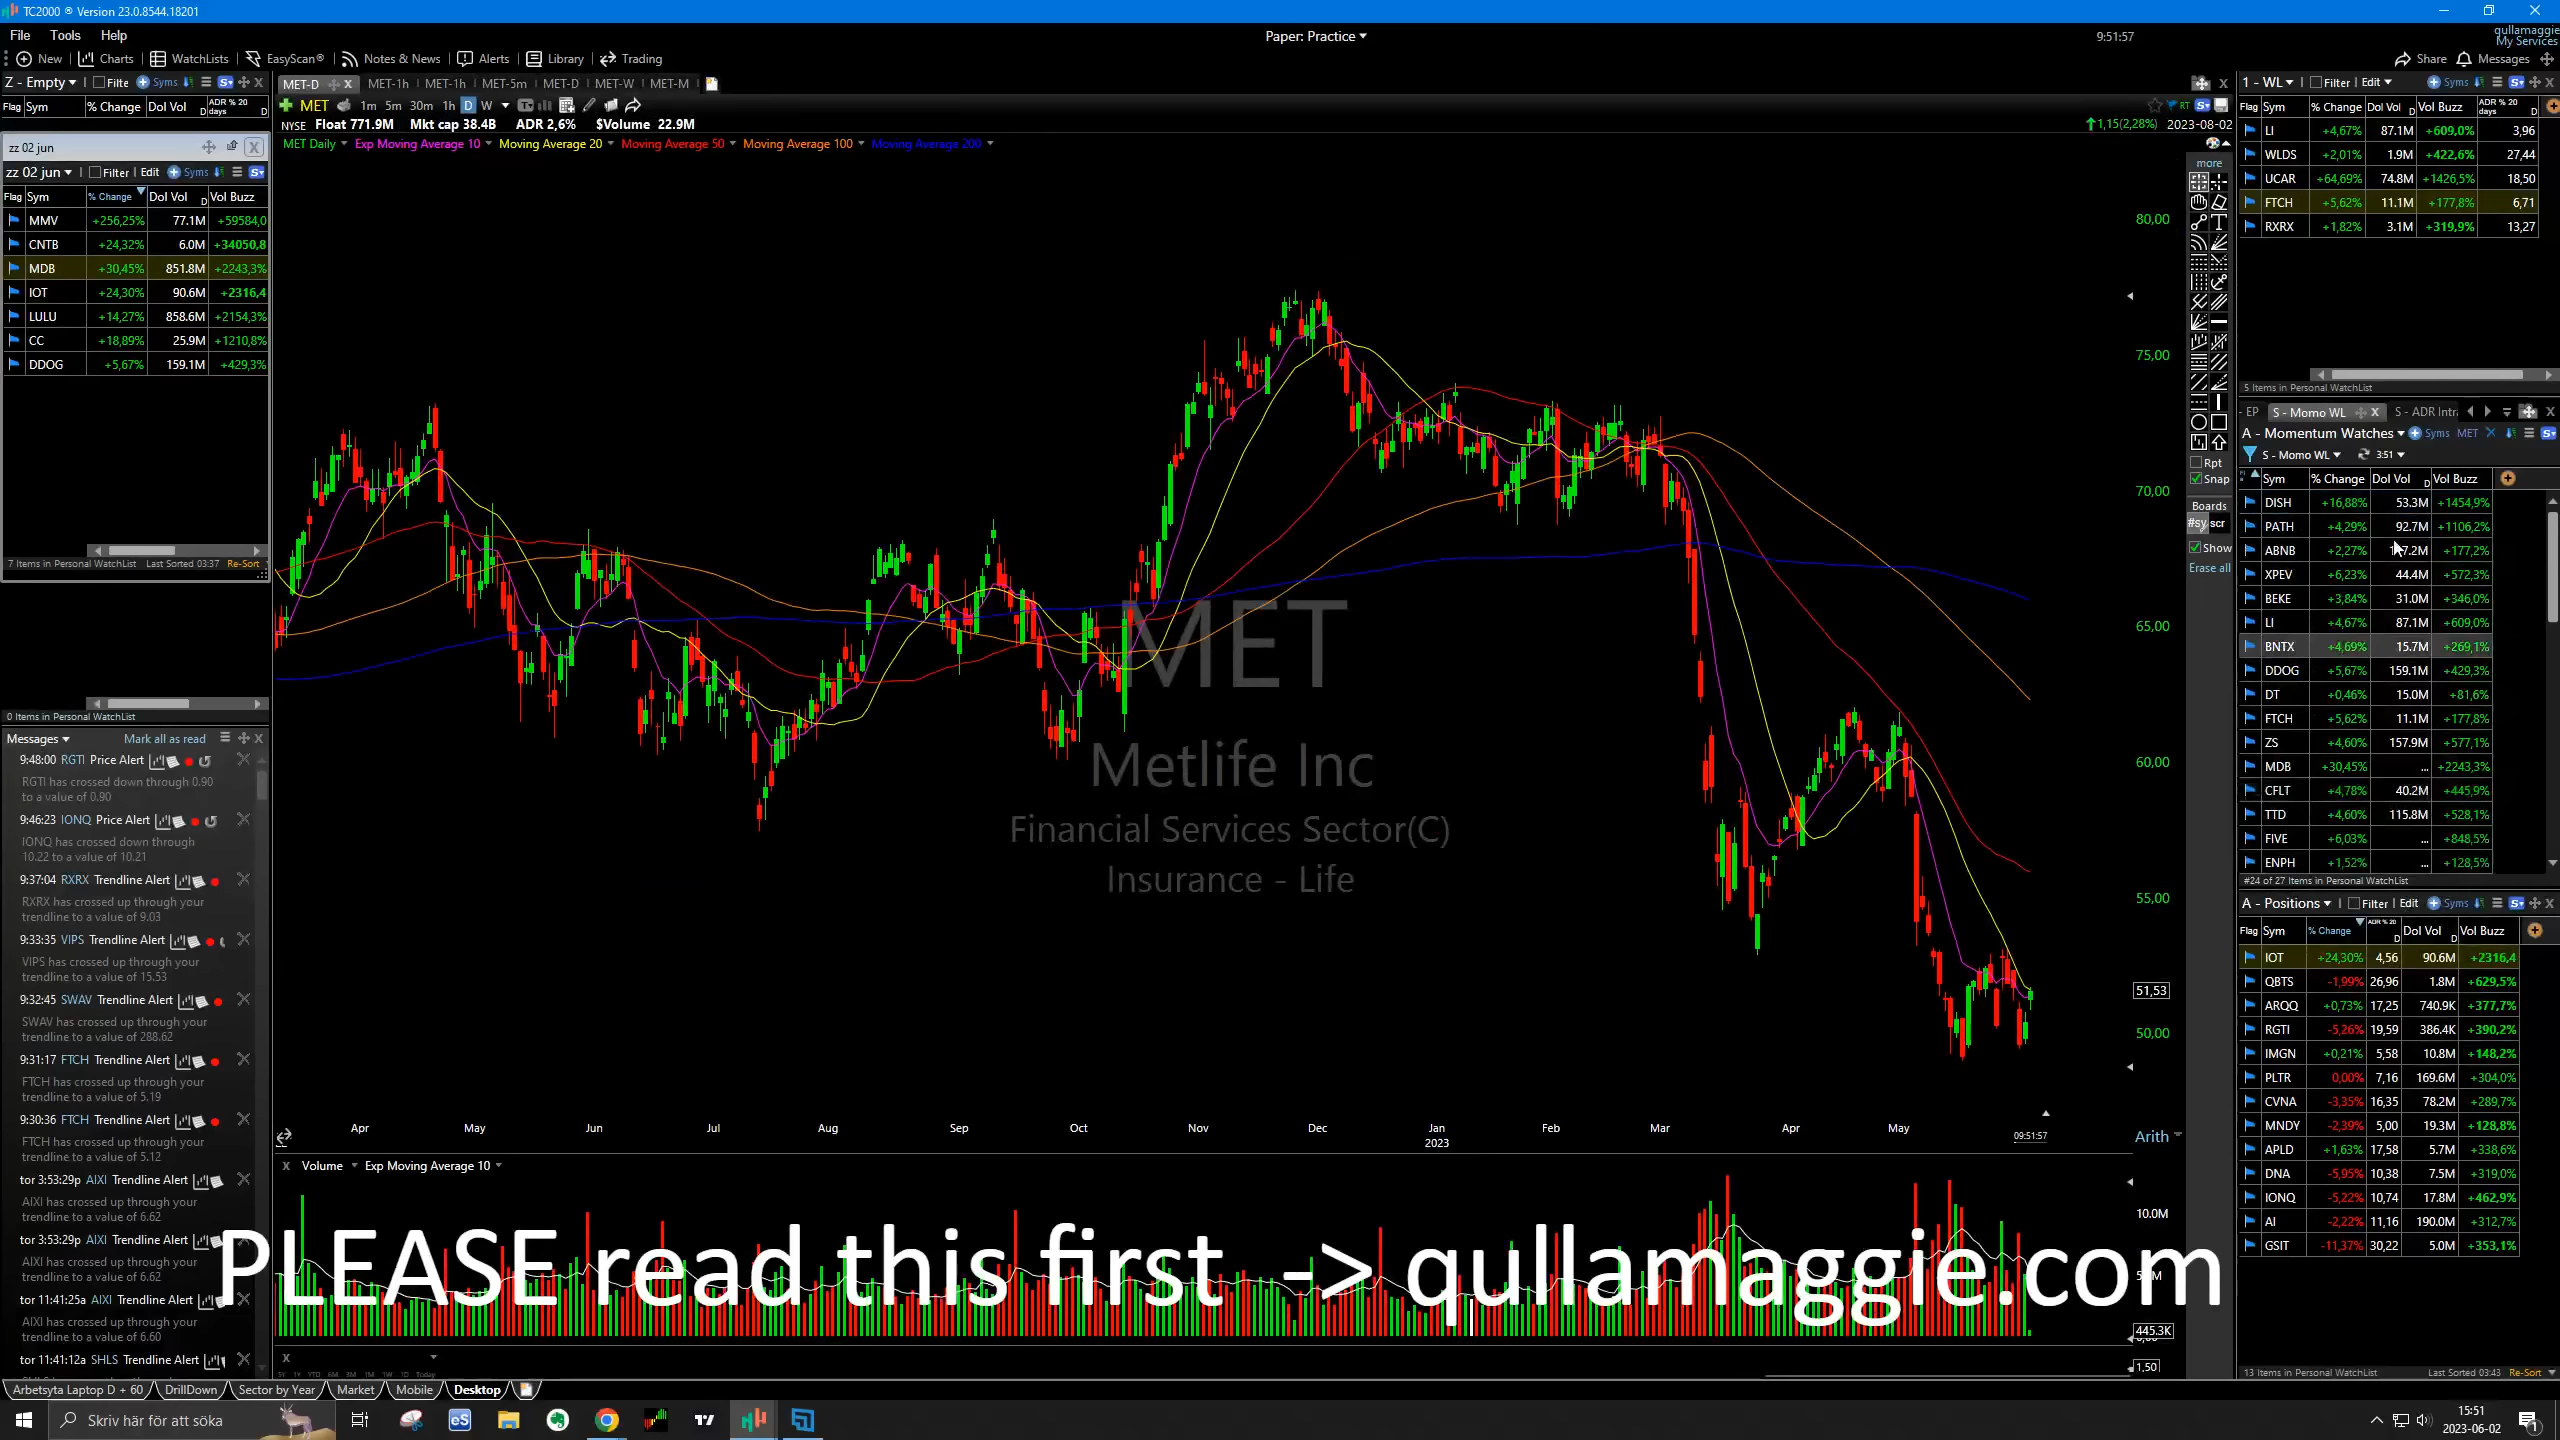 TC2000 ® Version 23.0.8544.18201
File Tools Help
Paper: Practice
9:51:57
qullamaggie
My Services
New Charts WatchLists EasyScan® Notes & News Alerts Library Trading
Share Messages
Z - Empty Filte Syms
Flag Sym % Change Dol Vol D ADR % 20 days D
zz 02 jun
zz 02 jun Filter Edit Syms
Flag Sym % Change Dol Vol D Vol Buzz
MMV +256,25% 77.1M +59584,0
CNTB +24,32% 6.0M +34050,8
MDB +30,45% 851.8M +2243,3%
IOT +24,30% 90.6M +2316,4
LULU +14,27% 858.6M +2154,3%
CC +18,89% 25.9M +1210,8%
DDOG +5,67% 159.1M +429,3%
7 Items in Personal WatchList Last Sorted 03:37 Re-Sort
0 Items in Personal WatchList
Messages Mark all as read
9:48:00 RGTI Price Alert
RGTI has crossed down through 0.90
to a value of 0.90
9:46:23 IONQ Price Alert
IONQ has crossed down through
10.22 to a value of 10.21
9:37:04 RXRX Trendline Alert
RXRX has crossed up through your
trendline to a value of 9.03
9:33:35 VIPS Trendline Alert
VIPS has crossed up through your
trendline to a value of 15.53
9:32:45 SWAV Trendline Alert
SWAV has crossed up through your
trendline to a value of 288.62
9:31:17 FTCH Trendline Alert
FTCH has crossed up through your
trendline to a value of 5.19
9:30:36 FTCH Trendline Alert
FTCH has crossed up through your
trendline to a value of 5.12
tor 3:53:29p AIXI Trendline Alert
AIXI has crossed up through your
trendline to a value of 6.62
tor 3:53:29p AIXI Trendline Alert
AIXI has crossed up through your
trendline to a value of 6.62
tor 11:41:25a AIXI Trendline Alert
AIXI has crossed up through your
trendline to a value of 6.60
tor 11:41:12a SHLS Trendline Alert
MET-D MET-1h MET-1h MET-5m MET-D MET-W MET-M
MET 1m 5m 30m 1h D W
NYSE Float 771.9M Mkt cap 38.4B ADR 2,6% $Volume 22.9M
1,15(2,28%) 2023-08-02
MET Daily Exp Moving Average 10 Moving Average 20 Moving Average 50 Moving Average 100 Moving Average 200
80,00
75,00
70,00
65,00
60,00
55,00
51,53
50,00
MET
Metlife Inc
Financial Services Sector(C)
Insurance - Life
Apr May Jun Jul Aug Sep Oct Nov Dec Jan Feb Mar Apr May
2023
09:51:57
Arith
Volume Exp Moving Average 10
10.0M
445.3K
1,50
PLEASE read this first -> qullamaggie.com
more
Rpt
Snap
Boards
#sy scr
Show
Erase all
1 - WL Filter Edit Syms
Flag Sym % Change Dol Vol D Vol Buzz ADR % 20 days D
LI +4,67% 87.1M +609,0% 3,96
WLDS +2,01% 1.9M +422,6% 27,44
UCAR +64,69% 74.8M +1426,5% 18,50
FTCH +5,62% 11.1M +177,8% 6,71
RXRX +1,82% 3.1M +319,9% 13,27
5 Items in Personal WatchList
- EP S - Momo WL S - ADR Intr
A - Momentum Watches Syms MET
S - Momo WL 3:51
Sym % Change Dol Vol D Vol Buzz
DISH +16,88% 53.3M +1454,9%
PATH +4,29% 92.7M +1106,2%
ABNB +2,27% +177,2%
XPEV +6,23% 44.4M +572,3%
BEKE +3,84% 31.0M +346,0%
LI +4,67% 87.1M +609,0%
BNTX +4,69% 15.7M +269,1%
DDOG +5,67% 159.1M +429,3%
DT +0,46% 15.0M +81,6%
FTCH +5,62% 11.1M +177,8%
ZS +4,60% 157.9M +577,1%
MDB +30,45% ... +2243,3%
CFLT +4,78% 40.2M +445,9%
TTD +4,60% 115.8M +528,1%
FIVE +6,03% ... +848,5%
ENPH +1,52% ... +128,5%
#24 of 27 Items in Personal WatchList
A - Positions Filter Edit Syms
Flag Sym % Change ADR % 20 D Dol Vol D Vol Buzz
IOT +24,30% 4,56 90.6M +2316,4
QBTS -1,99% 26,96 1.8M +629,5%
ARQQ +0,73% 17,25 740.9K +377,7%
RGTI -5,26% 19,59 386.4K +390,2%
IMGN +0,21% 5,58 10.8M +148,2%
PLTR 0,00% 7,16 169.6M +304,0%
CVNA -3,35% 16,35 78.2M +289,7%
MNDY -2,39% 5,00 19.3M +128,8%
APLD +1,63% 17,58 5.7M +338,6%
DNA -5,95% 10,38 7.5M +319,0%
IONQ -5,22% 10,74 17.8M +462,9%
AI -2,22% 11,16 190.0M +312,7%
GSIT -11,37% 30,22 5.0M +353,1%
13 Items in Personal WatchList Last Sorted 03:43 Re-Sort
Arbetsyta Laptop D + 60 DrillDown Sector by Year Market Mobile Desktop
Skriv här för att söka
15:51
2023-06-02